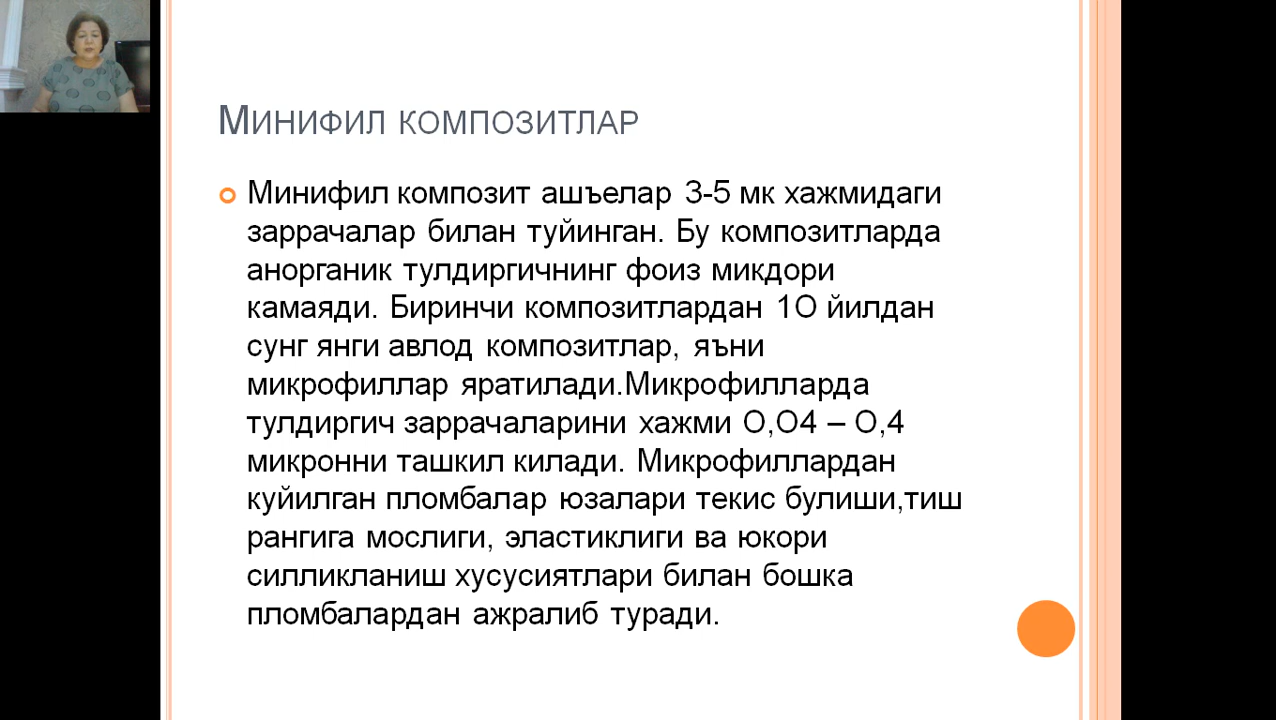 Минифил композитлар
Минифил композит ашъелар 3-5 мк хажмидаги
заррачалар билан туйинган. Бу композитларда
анорганик тулдиргичнинг фоиз микдори
камаяди. Биринчи композитлардан 1О йилдан
сунг янги авлод композитлар, яъни
микрофиллар яратилади.Микрофилларда
тулдиргич заррачаларини хажми О,О4 – О,4
микронни ташкил килади. Микрофиллардан
куйилган пломбалар юзалари текис булиши,тиш
рангига мослиги, эластиклиги ва юкори
силликланиш хусусиятлари билан бошка
пломбалардан ажралиб туради.